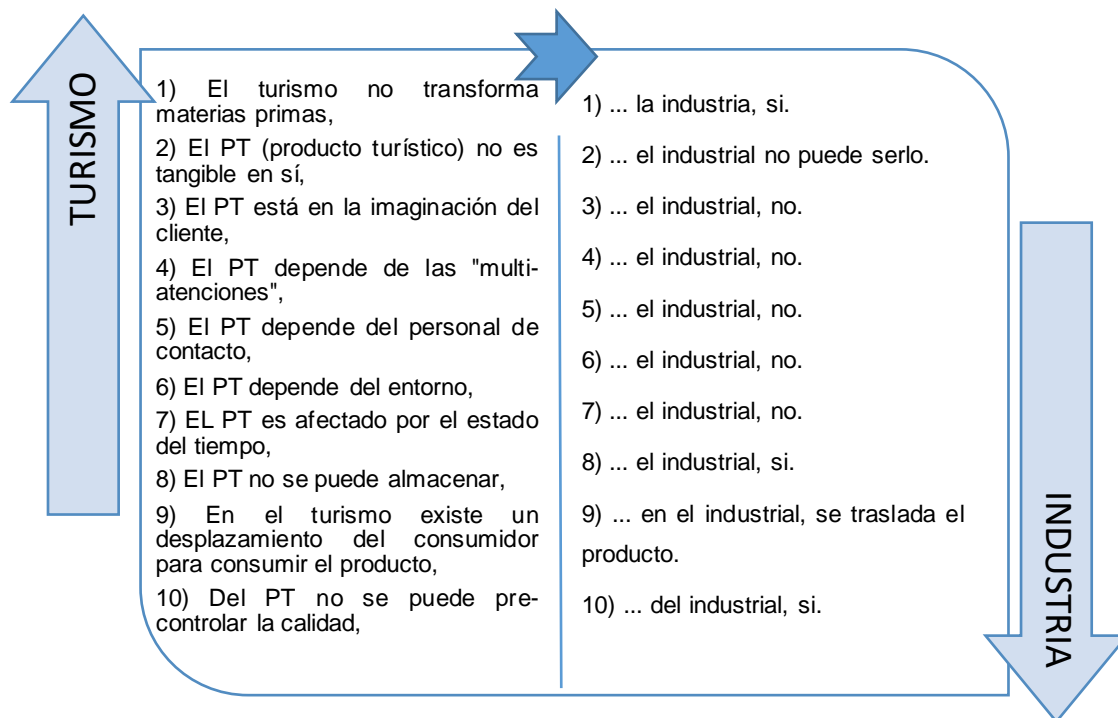 TURISMO
1) El turismo no transforma
materias primas,
2) El PT (producto turístico) no es
tangible en sí,
3) El PT está en la imaginación del
cliente,
4) El PT depende de las "multi-
atenciones",
5) El PT depende del personal de
contacto,
6) El PT depende del entorno,
7) EL PT es afectado por el estado
del tiempo,
8) El PT no se puede almacenar,
9) En el turismo existe un
desplazamiento del consumidor
para consumir el producto,
10) Del PT no se puede pre-
controlar la calidad,
1) ... la industria, si.
2) ... el industrial no puede serlo.
3) ... el industrial, no.
4) ... el industrial, no.
5) ... el industrial, no.
6) ... el industrial, no.
7) ... el industrial, no.
8) ... el industrial, si.
9) ... en el industrial, se traslada el
producto.
10) ... del industrial, si.
INDUSTRIA